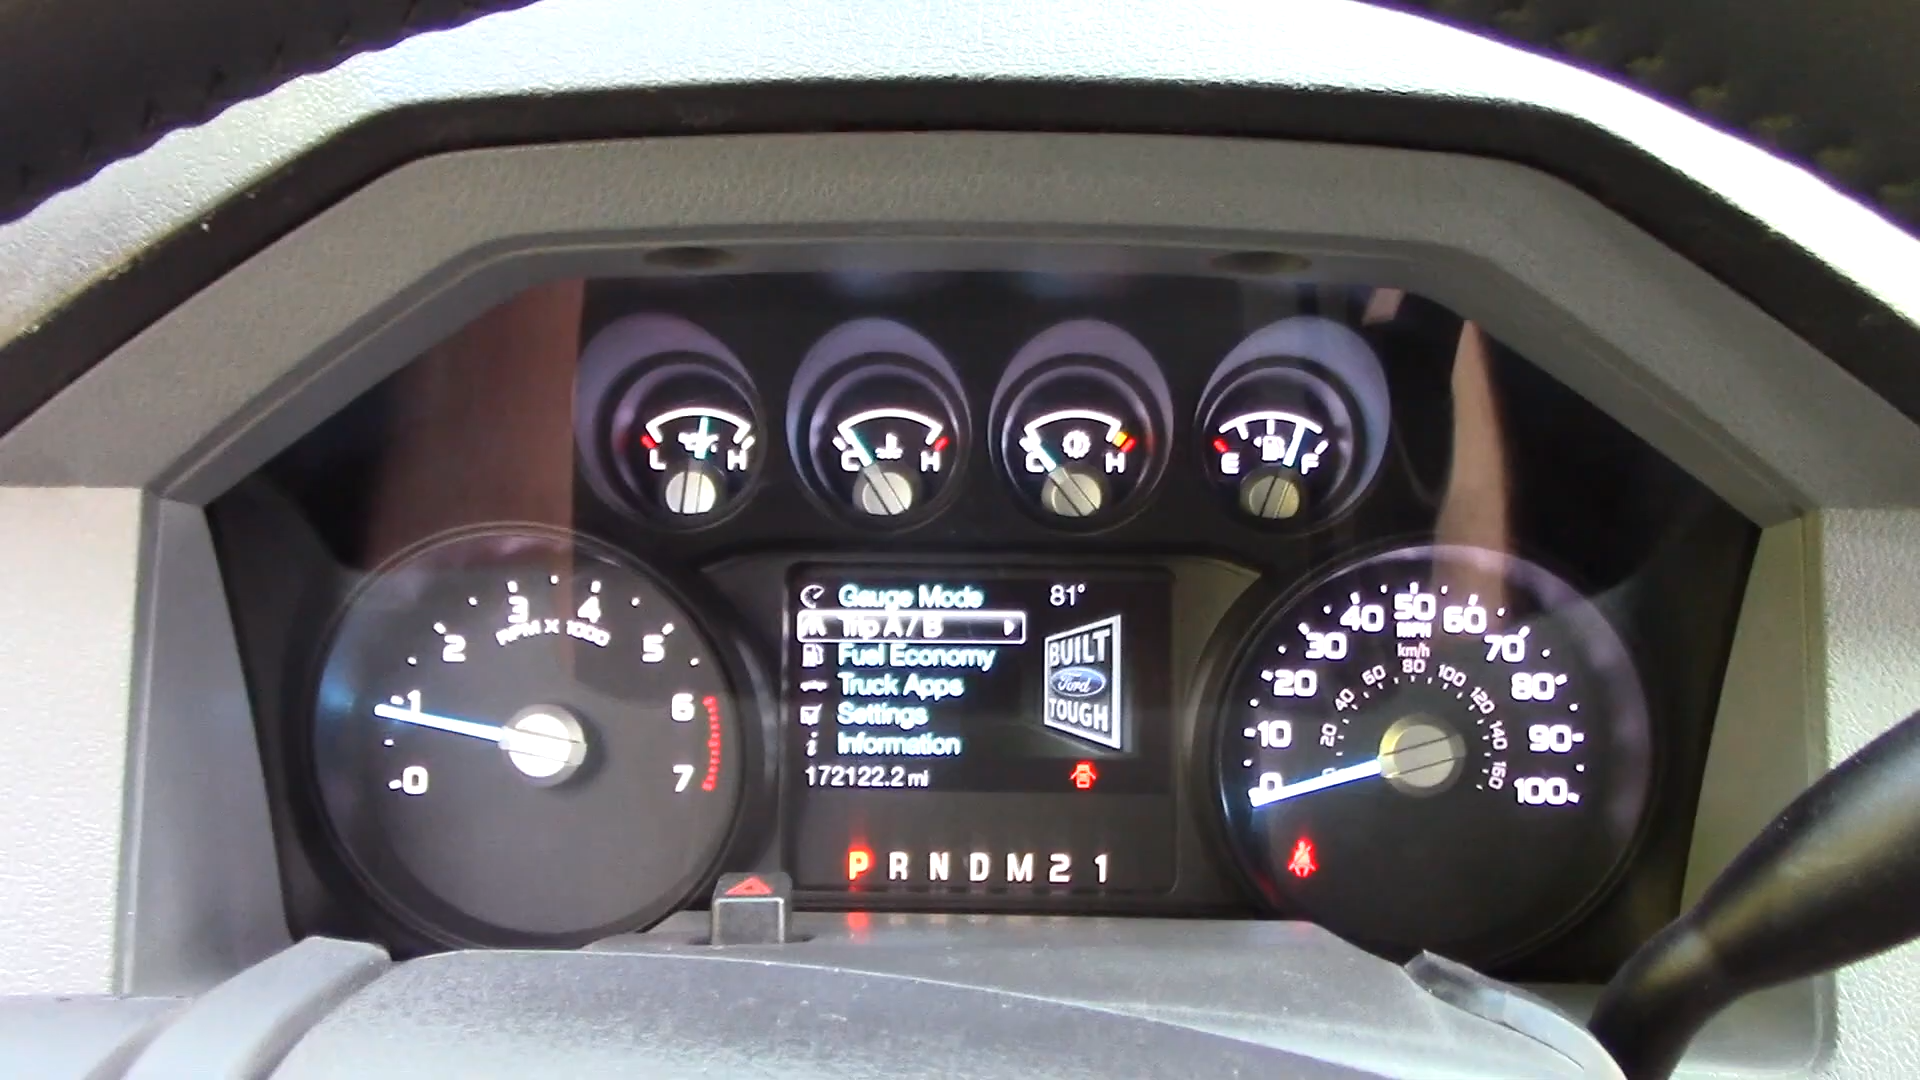 L H
C H
C H
E F
0 1 2 3 4 5 6 7
RPM X 1000
Gauge Mode
81°
Trip A / B
Fuel Economy
Truck Apps
Settings
Information
172122.2 mi
BUILT
Ford
TOUGH
P R N D M 2 1
0 10 20 30 40 50 60 70 80 90 100
MPH
km/h
0 20 40 60 80 100 120 140 160